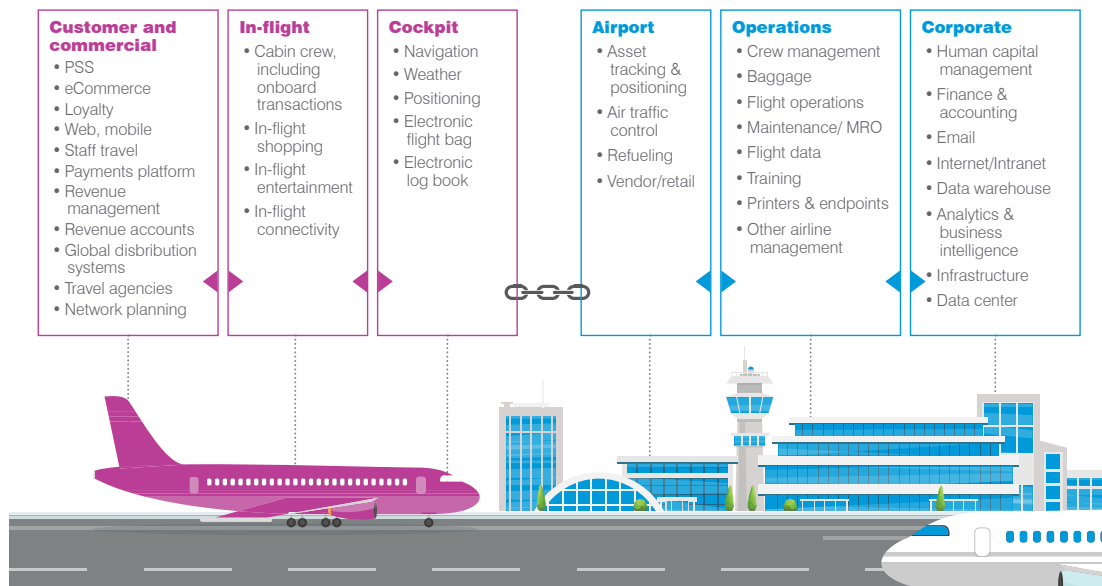 Customer and
commercial
• PSS
• eCommerce
• Loyalty
• Web, mobile
• Staff travel
• Payments platform
• Revenue
management
• Revenue accounts
• Global disbribution
systems
• Travel agencies
• Network planning
In-flight
• Cabin crew,
including
onboard
transactions
• In-flight
shopping
• In-flight
entertainment
• In-flight
connectivity
Cockpit
• Navigation
• Weather
• Positioning
• Electronic
flight bag
• Electronic
log book
Airport
• Asset
tracking &
positioning
• Air traffic
control
• Refueling
• Vendor/retail
Operations
• Crew management
• Baggage
• Flight operations
• Maintenance/ MRO
• Flight data
• Training
• Printers & endpoints
• Other airline
management
Corporate
• Human capital
management
• Finance &
accounting
• Email
• Internet/Intranet
• Data warehouse
• Analytics &
business
intelligence
• Infrastructure
• Data center